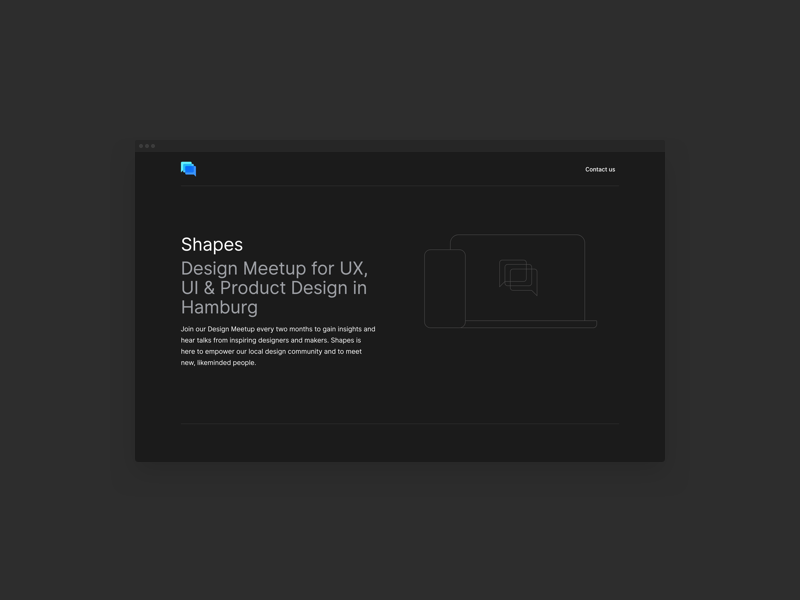 Contact us
Shapes
Design Meetup for UX,
UI & Product Design in
Hamburg
Join our Design Meetup every two months to gain insights and
hear talks from inspiring designers and makers. Shapes is
here to empower our local design community and to meet
new, likeminded people.